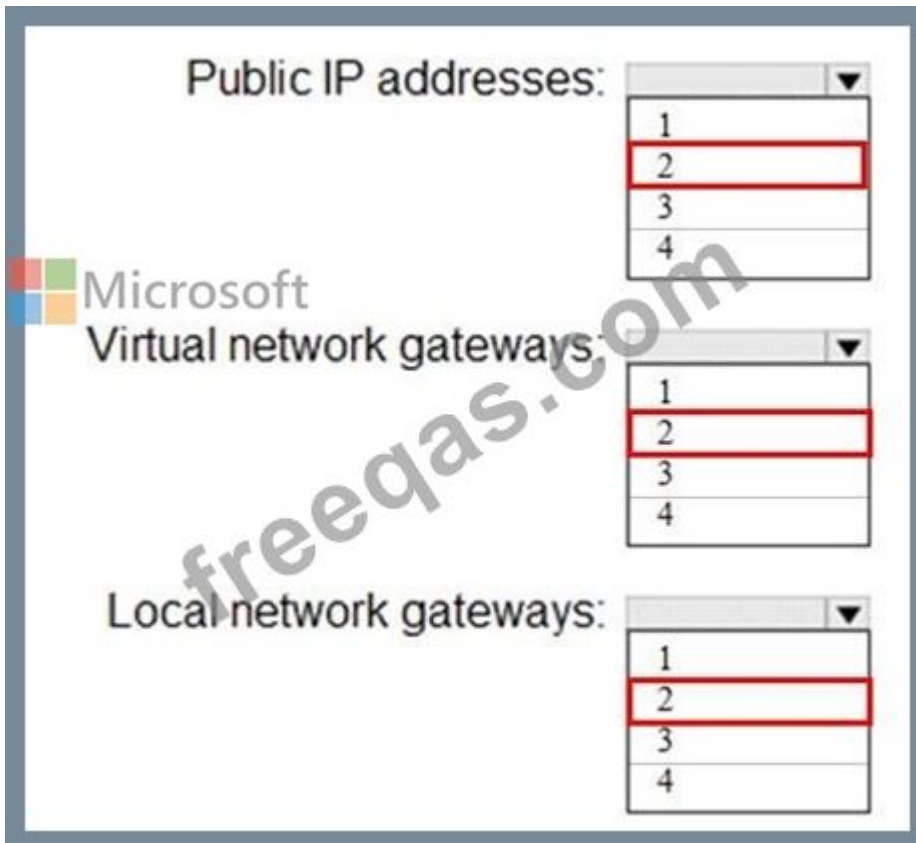 Public IP addresses:
1
2
3
4
Microsoft
Virtual network gateways:
1
2
3
4
freeqas.com
Local network gateways:
1
2
3
4